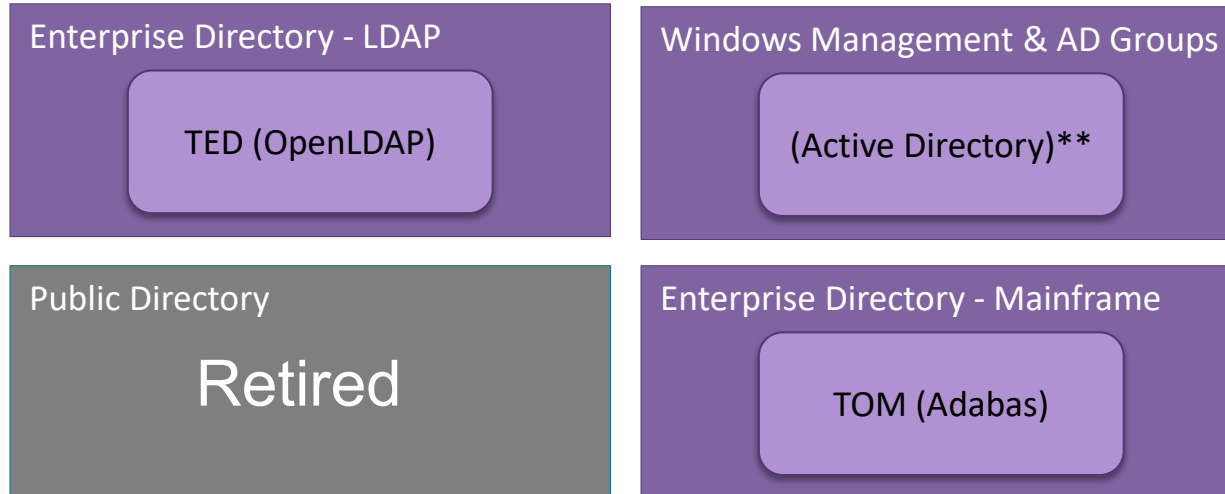 Enterprise Directory - LDAP
TED (OpenLDAP)
Windows Management & AD Groups
(Active Directory)**
Public Directory
Retired
Enterprise Directory - Mainframe
TOM (Adabas)